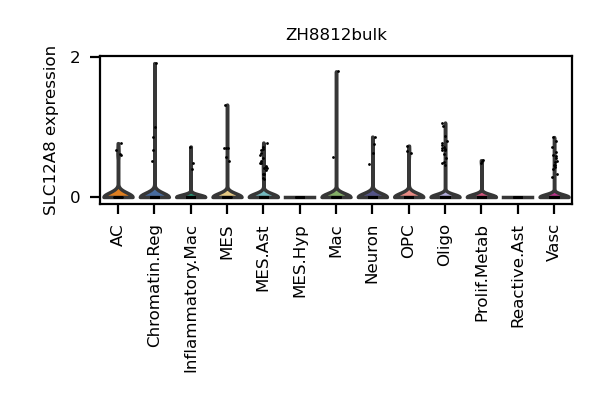 ZH8812bulk
SLC12A8 expression
2
0
AC
Chromatin.Reg
Inflammatory.Mac
MES
MES.Ast
MES.Hyp
Mac
Neuron
OPC
Oligo
Prolif.Metab
Reactive.Ast
Vasc